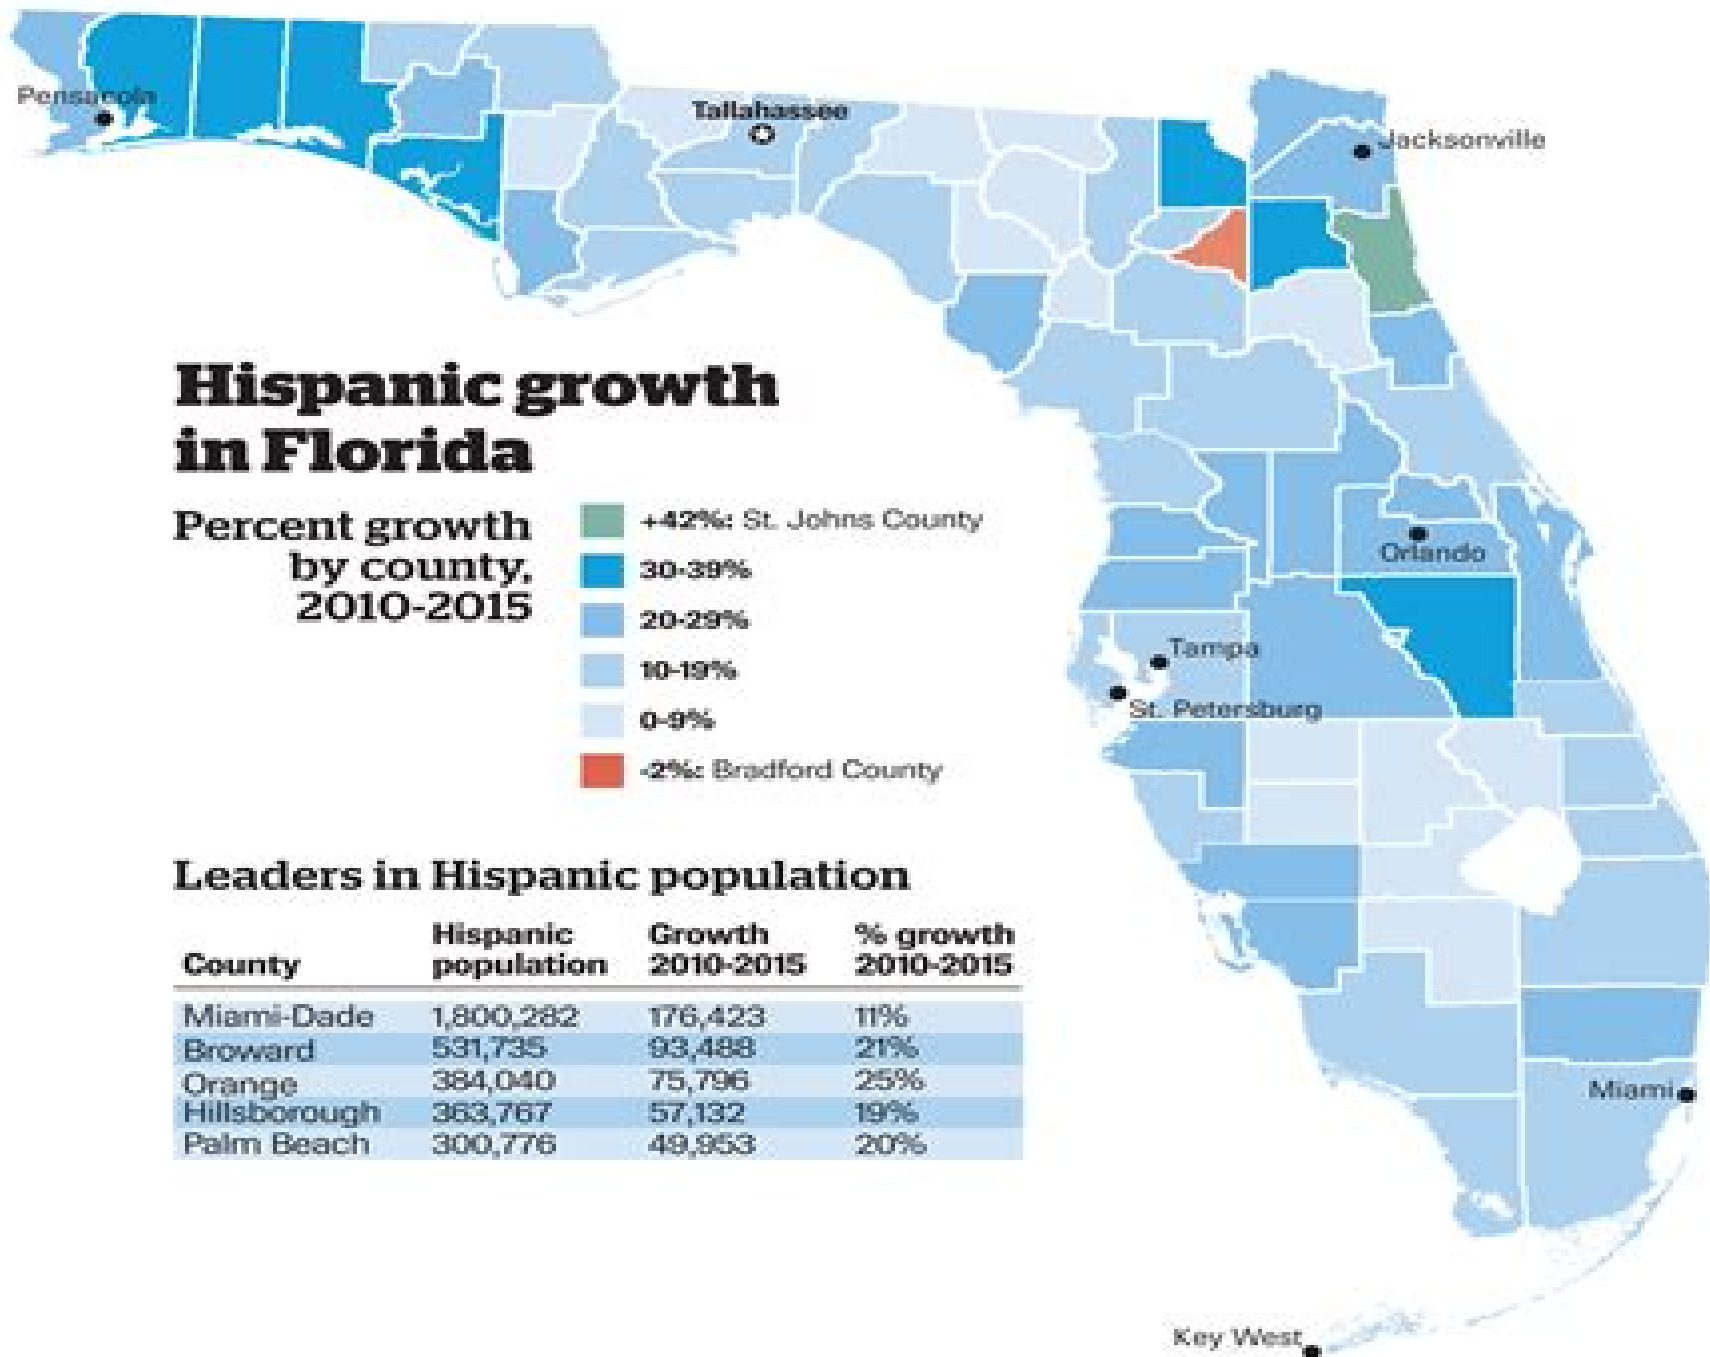 Pensacola
Tallahassee
Jacksonville
Hispanic growth
in Florida
Percent growth
by county,
2010-2015
+42%: St. Johns County
30-39%
20-29%
10-19%
0-9%
-2%: Bradford County
Orlando
Tampa
St. Petersburg
Leaders in Hispanic population
County Hispanic population Growth 2010-2015 % growth 2010-2015
Miami-Dade 1,800,282 176,423 11%
Broward 531,735 93,488 21%
Orange 384,040 75,796 25%
Hillsborough 363,767 57,132 19%
Palm Beach 300,776 49,953 20%
Miami
Key West